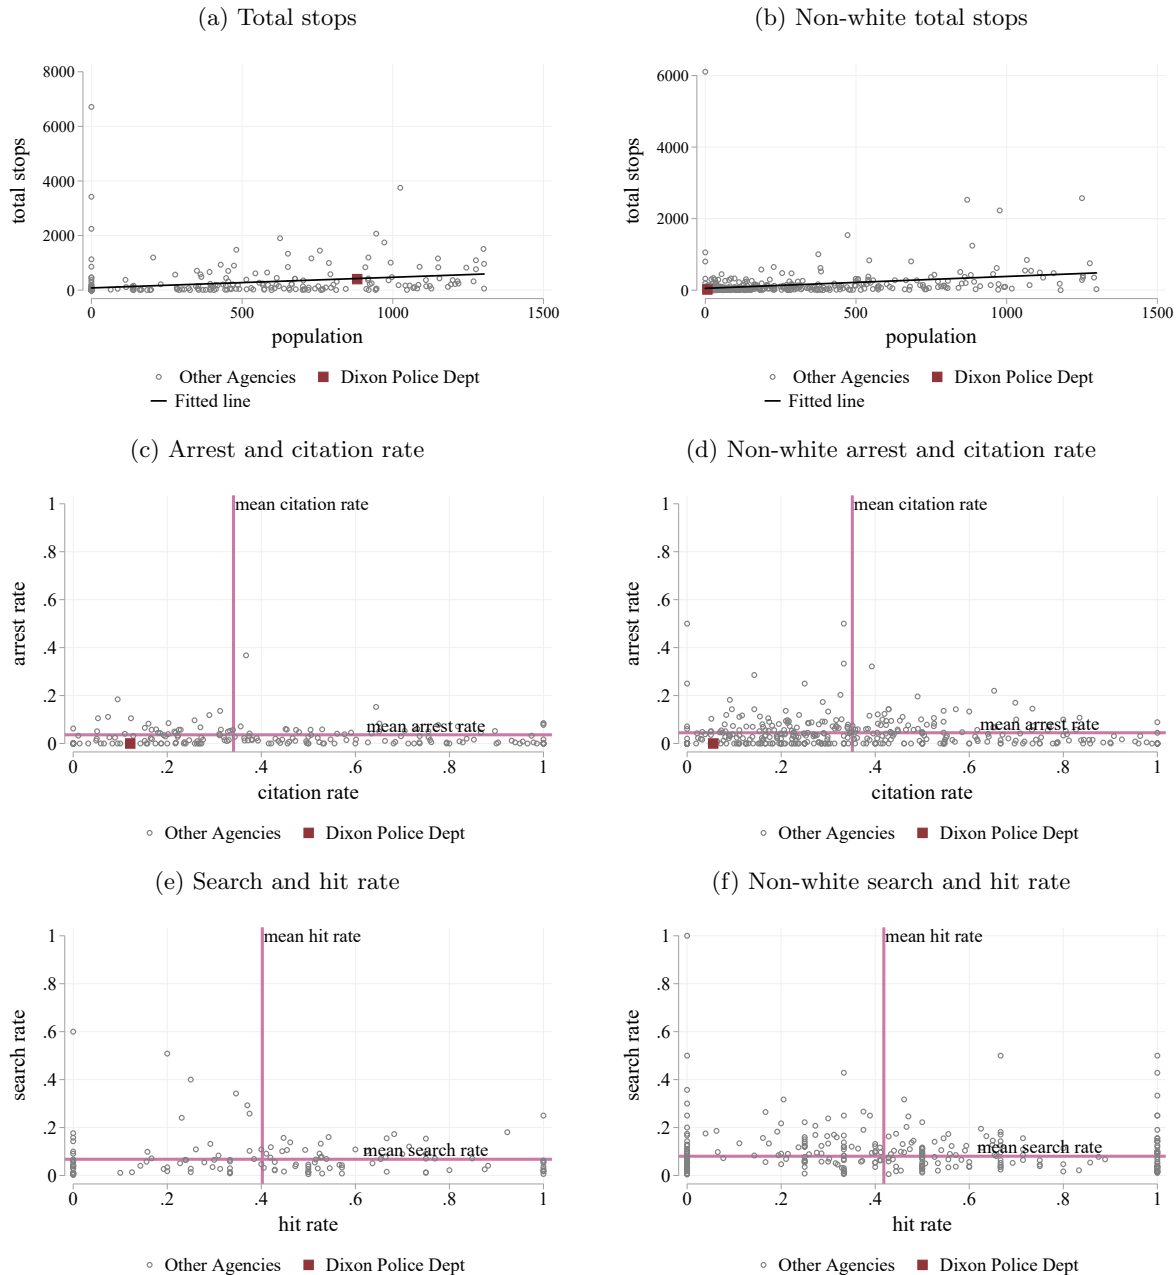 (a) Total stops
(b) Non-white total stops
total stops
8000
6000
4000
2000
0
0 500 1000 1500
population
Other Agencies Dixon Police Dept
Fitted line
total stops
6000
4000
2000
0
0 500 1000 1500
population
Other Agencies Dixon Police Dept
Fitted line
(c) Arrest and citation rate
(d) Non-white arrest and citation rate
arrest rate
1
.8
.6
.4
.2
0
mean citation rate
mean arrest rate
0 .2 .4 .6 .8 1
citation rate
Other Agencies Dixon Police Dept
arrest rate
1
.8
.6
.4
.2
0
mean citation rate
mean arrest rate
0 .2 .4 .6 .8 1
citation rate
Other Agencies Dixon Police Dept
(e) Search and hit rate
(f) Non-white search and hit rate
search rate
1
.8
.6
.4
.2
0
mean hit rate
mean search rate
0 .2 .4 .6 .8 1
hit rate
Other Agencies Dixon Police Dept
search rate
1
.8
.6
.4
.2
0
mean hit rate
mean search rate
0 .2 .4 .6 .8 1
hit rate
Other Agencies Dixon Police Dept